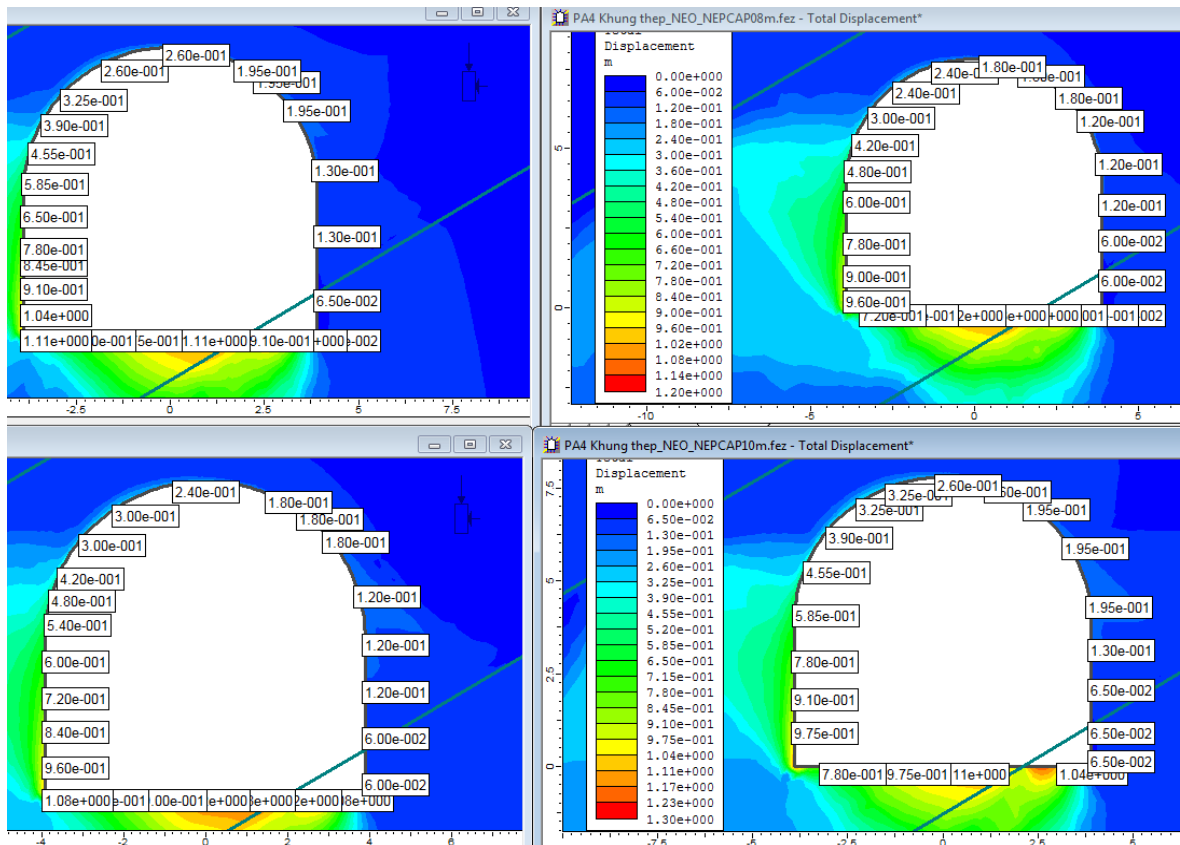 2.60e-001
2.60e-001
1.95e-001
3.25e-001
1.95e-001
3.90e-001
4.55e-001
5.85e-001
1.30e-001
6.50e-001
1.30e-001
7.80e-001
8.45e-001
9.10e-001
6.50e-002
1.04e+000
1.11e+000 0e-001 5e-001 1.11e+000 9.10e-001 +000 e-002
-2.5 0 2.5 5 7.5
PA4 Khung thep_NEO_NEPCAP08m.fez - Total Displacement*
Displacement
m
0.00e+000
6.00e-002
1.20e-001
1.80e-001
2.40e-001
3.00e-001
3.60e-001
4.20e-001
4.80e-001
5.40e-001
6.00e-001
6.60e-001
7.20e-001
7.80e-001
8.40e-001
9.00e-001
9.60e-001
1.02e+000
1.08e+000
1.14e+000
1.20e+000
1.80e-001
2.40e-001
1.80e-001
3.00e-001
1.20e-001
4.20e-001
1.20e-001
4.80e-001
6.00e-001
1.20e-001
7.80e-001
6.00e-002
9.00e-001
6.00e-002
9.60e-001
7.20e-001 -001 2e+000 e+000 +000 001 -001 002
5
0
-10 -5 0 5
2.40e-001
3.00e-001
1.80e-001
1.80e-001
3.00e-001
1.80e-001
4.20e-001
4.80e-001
1.20e-001
5.40e-001
1.20e-001
6.00e-001
7.20e-001
1.20e-001
8.40e-001
6.00e-002
9.60e-001
6.00e-002
1.08e+000 e-001 .00e-001 e+000 e+000 2e+000 8e+000
-4 -2 0 2 4 6
PA4 Khung thep_NEO_NEPCAP10m.fez - Total Displacement*
Displacement
m
0.00e+000
6.50e-002
1.30e-001
1.95e-001
2.60e-001
3.25e-001
3.90e-001
4.55e-001
5.20e-001
5.85e-001
6.50e-001
7.15e-001
7.80e-001
8.45e-001
9.10e-001
9.75e-001
1.04e+000
1.11e+000
1.17e+000
1.23e+000
1.30e+000
2.60e-001
3.25e-001
3.25e-001
1.95e-001
3.90e-001
1.95e-001
4.55e-001
5.85e-001
1.95e-001
7.80e-001
1.30e-001
9.10e-001
6.50e-002
9.75e-001
6.50e-002
6.50e-002
7.80e-001 9.75e-001 11e+000 1.04e+000
7.5
5
2.5
0
-7.5 -5 -2.5 0 2.5 5